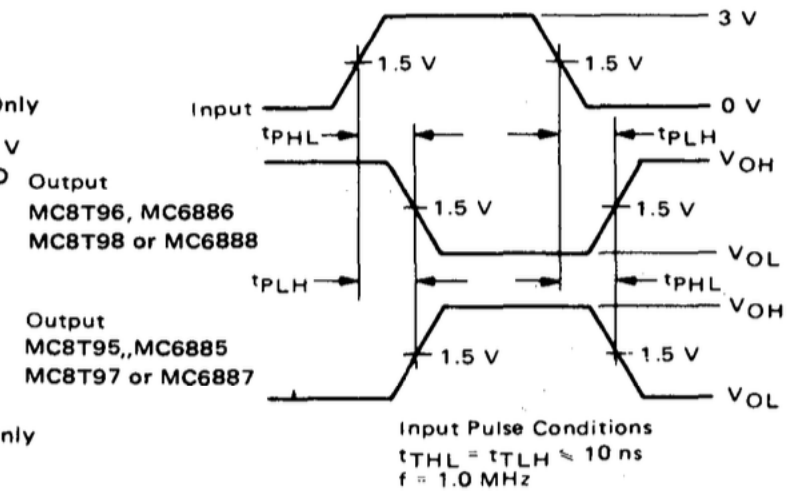 3 V
1.5 V
1.5 V
Only
Input
0 V
V
tPHL
tPLH
VOH
Output
MC8T96, MC6886
MC8T98 or MC6888
1.5 V
1.5 V
VOL
tPLH
tPHL
VOH
Output
MC8T95,,MC6885
MC8T97 or MC6887
1.5 V
1.5 V
VOL
Input Pulse Conditions
tTHL = tTLH ≤ 10 ns
f = 1.0 MHz
nly